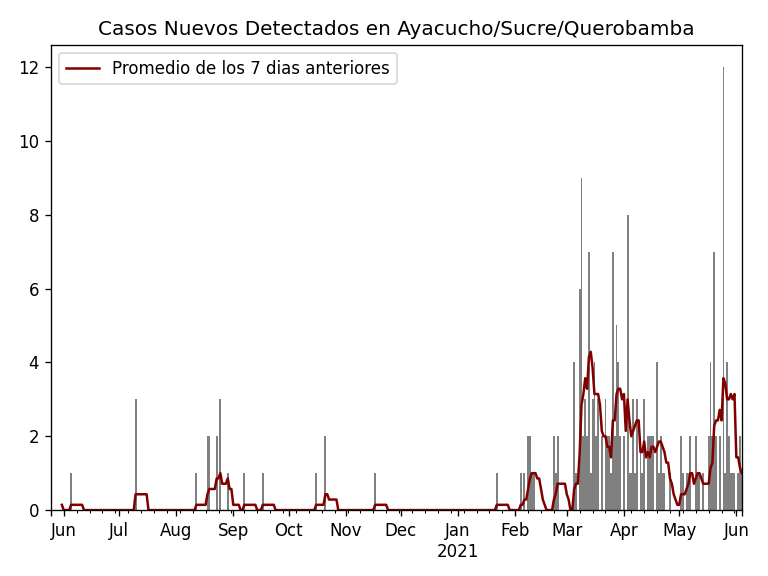 Casos Nuevos Detectados en Ayacucho/Sucre/Querobamba
Promedio de los 7 dias anteriores
12
10
8
6
4
2
0
Jun Jul Aug Sep Oct Nov Dec Jan Feb Mar Apr May Jun
2021